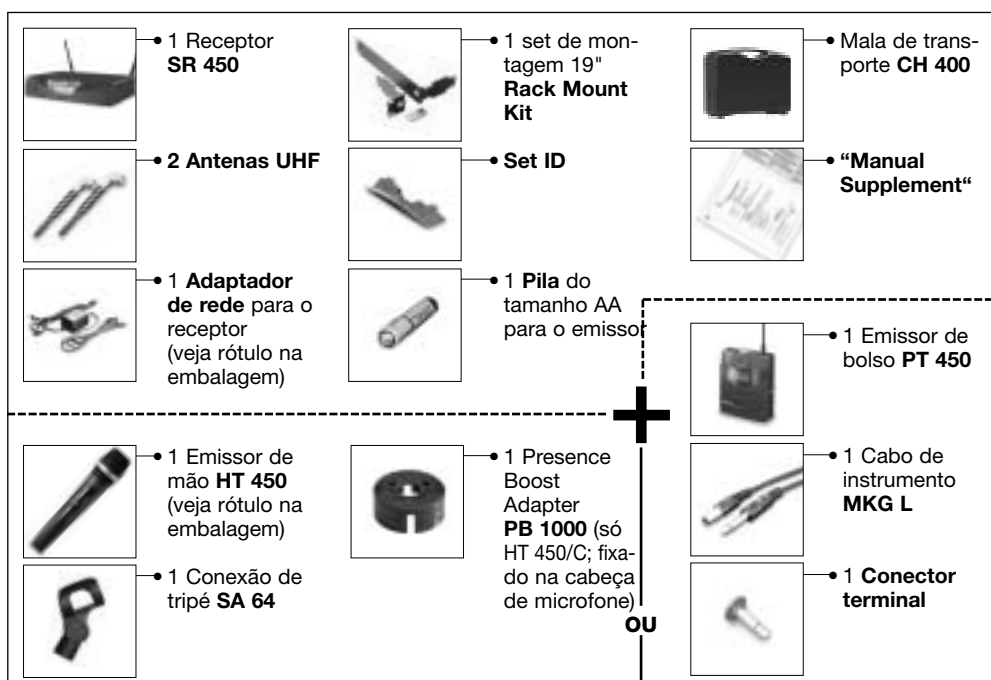 • 1 Receptor
SR 450
• 1 set de mon-
tagem 19"
Rack Mount
Kit
• Mala de trans-
porte CH 400
• 2 Antenas UHF
• Set ID
• “Manual
Supplement“
• 1 Adaptador
de rede para o
receptor
(veja rótulo na
embalagem)
• 1 Pila do
tamanho AA
para o emissor
• 1 Emissor de
bolso PT 450
• 1 Emissor de
mão HT 450
(veja rótulo na
embalagem)
• 1 Presence
Boost
Adapter
PB 1000 (só
HT 450/C; fixa-
do na cabeça
de microfone)
• 1 Cabo de
instrumento
MKG L
• 1 Conexão de
tripé SA 64
OU
• 1 Conector
terminal